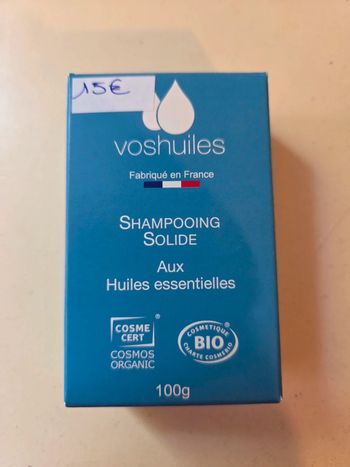 15€
voshuiles
Fabriqué en France
SHAMPOOING
SOLIDE
Aux
Huiles essentielles
COSME
CERT
®
COSMOS
ORGANIC
COSMETIQUE
BIO
CHARTE COSMEBIO
®
100g